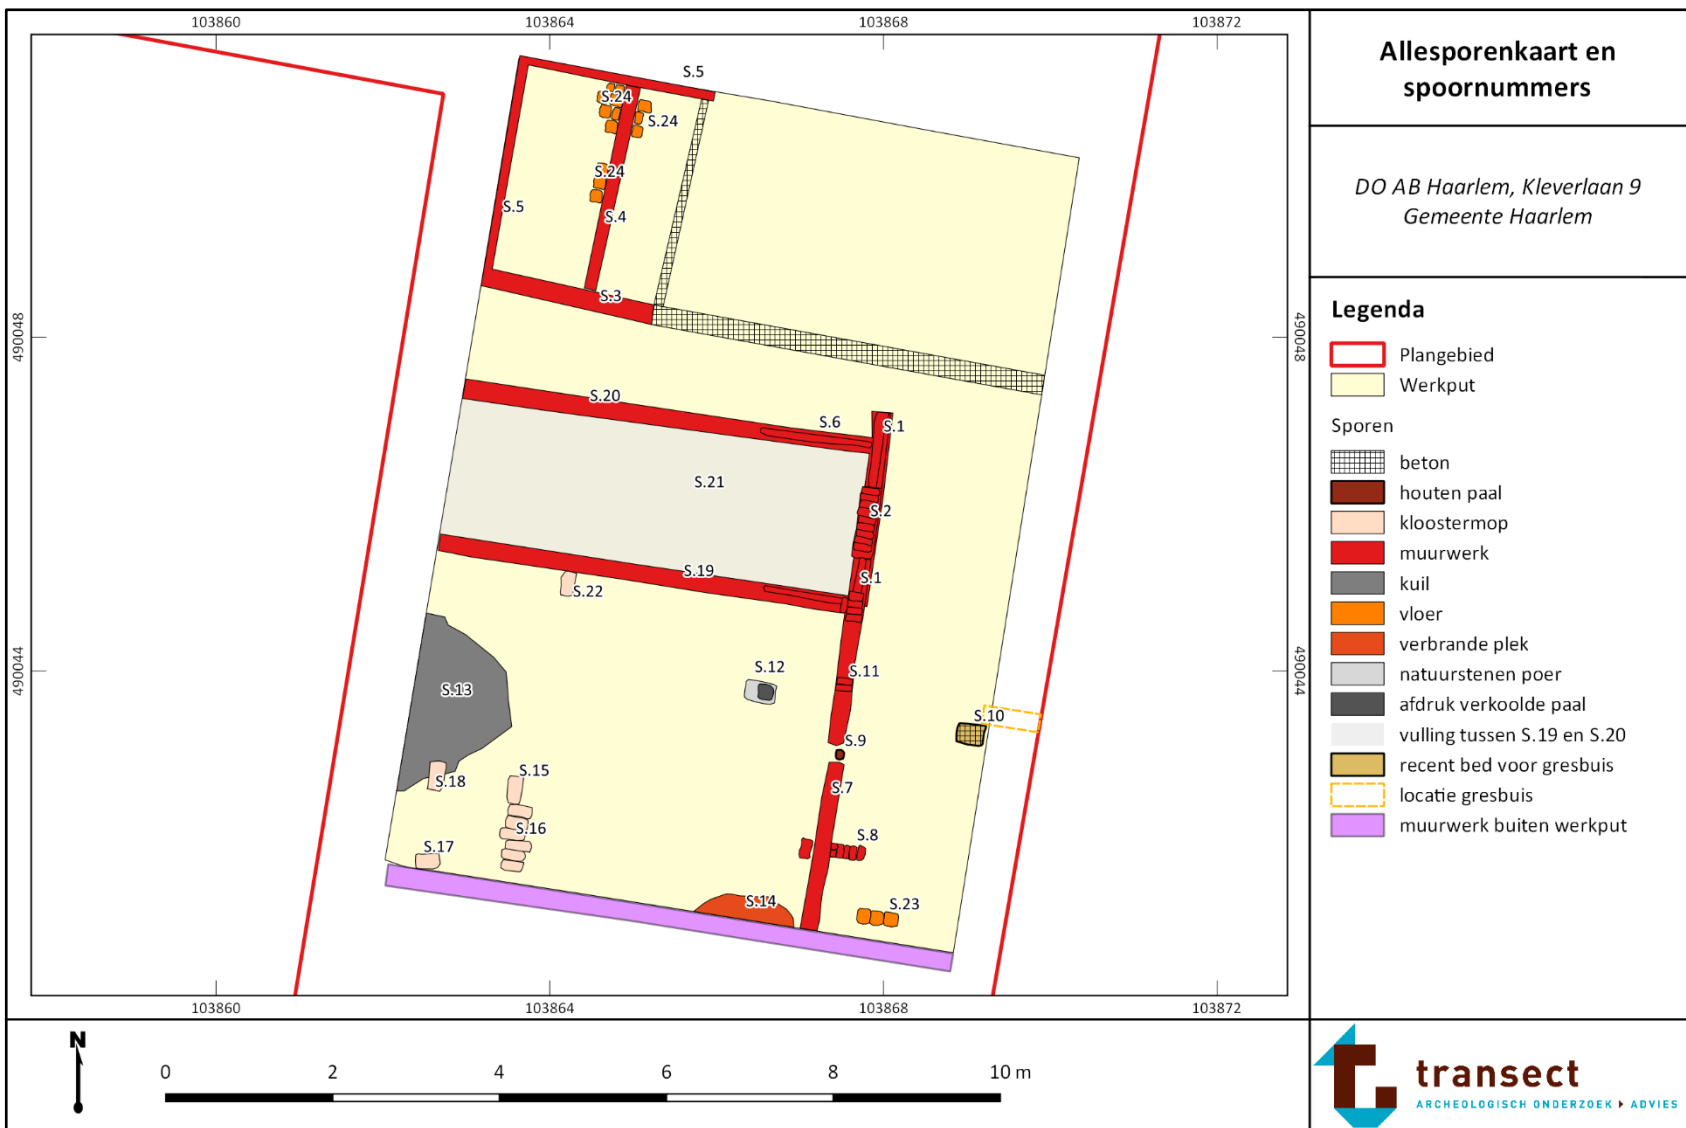 103860
103864
103868
103872
S.5
S.24
S.24
S.24
S.5
S.4
S.3
490048
490048
S.20
S.6
S.1
S.21
S.2
S.19
S.1
S.22
490044
490044
S.12
S.11
S.13
S.10
S.9
S.15
S.18
S.7
S.16
S.8
S.17
S.14
S.23
103860
103864
103868
103872
N
0
2
4
6
8
10 m
Allesporenkaart en
spoornummers
DO AB Haarlem, Kleverlaan 9
Gemeente Haarlem
Legenda
Plangebied
Werkput
Sporen
beton
houten paal
kloostermop
muurwerk
kuil
vloer
verbrande plek
natuurstenen poer
afdruk verkoolde paal
vulling tussen S.19 en S.20
recent bed voor gresbuis
locatie gresbuis
muurwerk buiten werkput
transect
ARCHEOLOGISCH ONDERZOEK ▸ ADVIES